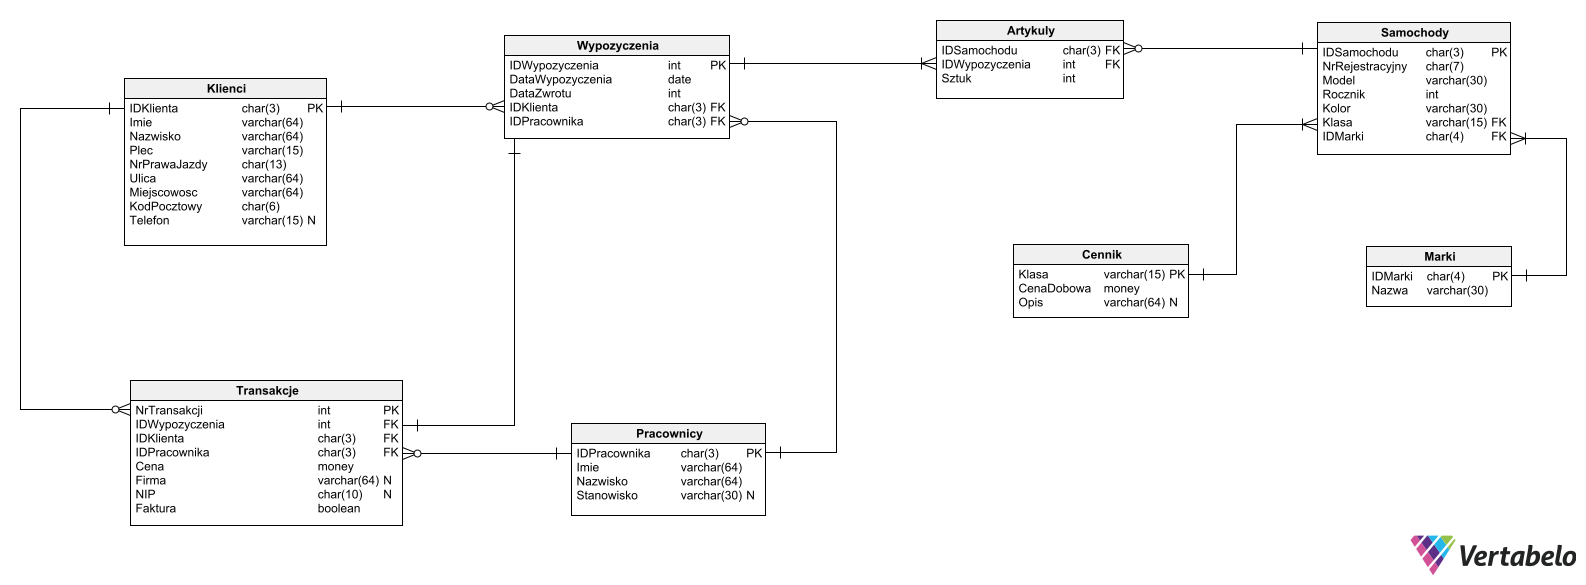 Klienci
IDKlienta char(3) PK
Imie varchar(64)
Nazwisko varchar(64)
Plec varchar(15)
NrPrawaJazdy char(13)
Ulica varchar(64)
Miejscowosc varchar(64)
KodPocztowy char(6)
Telefon varchar(15) N
Wypozyczenia
IDWypozyczenia int PK
DataWypozyczenia date
DataZwrotu int
IDKlienta char(3) FK
IDPracownika char(3) FK
Artykuly
IDSamochodu char(3) FK
IDWypozyczenia int FK
Sztuk int
Samochody
IDSamochodu char(3) PK
NrRejestracyjny char(7)
Model varchar(30)
Rocznik int
Kolor varchar(30)
Klasa varchar(15) FK
IDMarki char(4) FK
Cennik
Klasa varchar(15) PK
CenaDobowa money
Opis varchar(64) N
Marki
IDMarki char(4) PK
Nazwa varchar(30)
Transakcje
NrTransakcji int PK
IDWypozyczenia int FK
IDKlienta char(3) FK
IDPracownika char(3) FK
Cena money
Firma varchar(64) N
NIP char(10) N
Faktura boolean
Pracownicy
IDPracownika char(3) PK
Imie varchar(64)
Nazwisko varchar(64)
Stanowisko varchar(30) N
Vertabelo